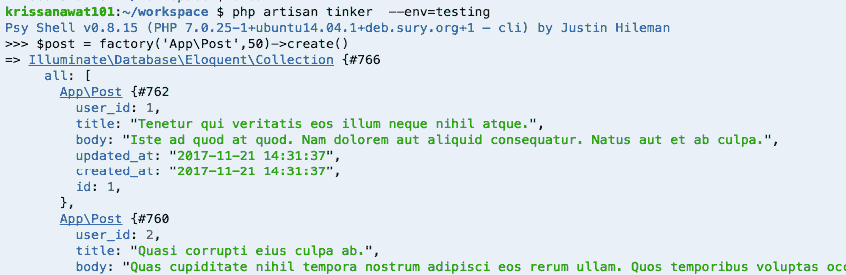 krissanawat101:~/workspace $ php artisan tinker  --env=testing
Psy Shell v0.8.15 (PHP 7.0.25-1+ubuntu14.04.1+deb.sury.org+1 — cli) by Justin Hileman
>>> $post = factory('App\Post',50)->create()
=> Illuminate\Database\Eloquent\Collection {#766
     all: [
       App\Post {#762
         user_id: 1,
         title: "Tenetur qui veritatis eos illum neque nihil atque.",
         body: "Iste ad quod at quod. Nam dolorem aut aliquid consequatur. Natus aut et ab culpa.",
         updated_at: "2017-11-21 14:31:37",
         created_at: "2017-11-21 14:31:37",
         id: 1,
       },
       App\Post {#760
         user_id: 2,
         title: "Quasi corrupti eius culpa ab.",
         body: "Quas cupiditate nihil tempora nostrum adipisci eos rerum ullam. Quos temporibus voluptas occ